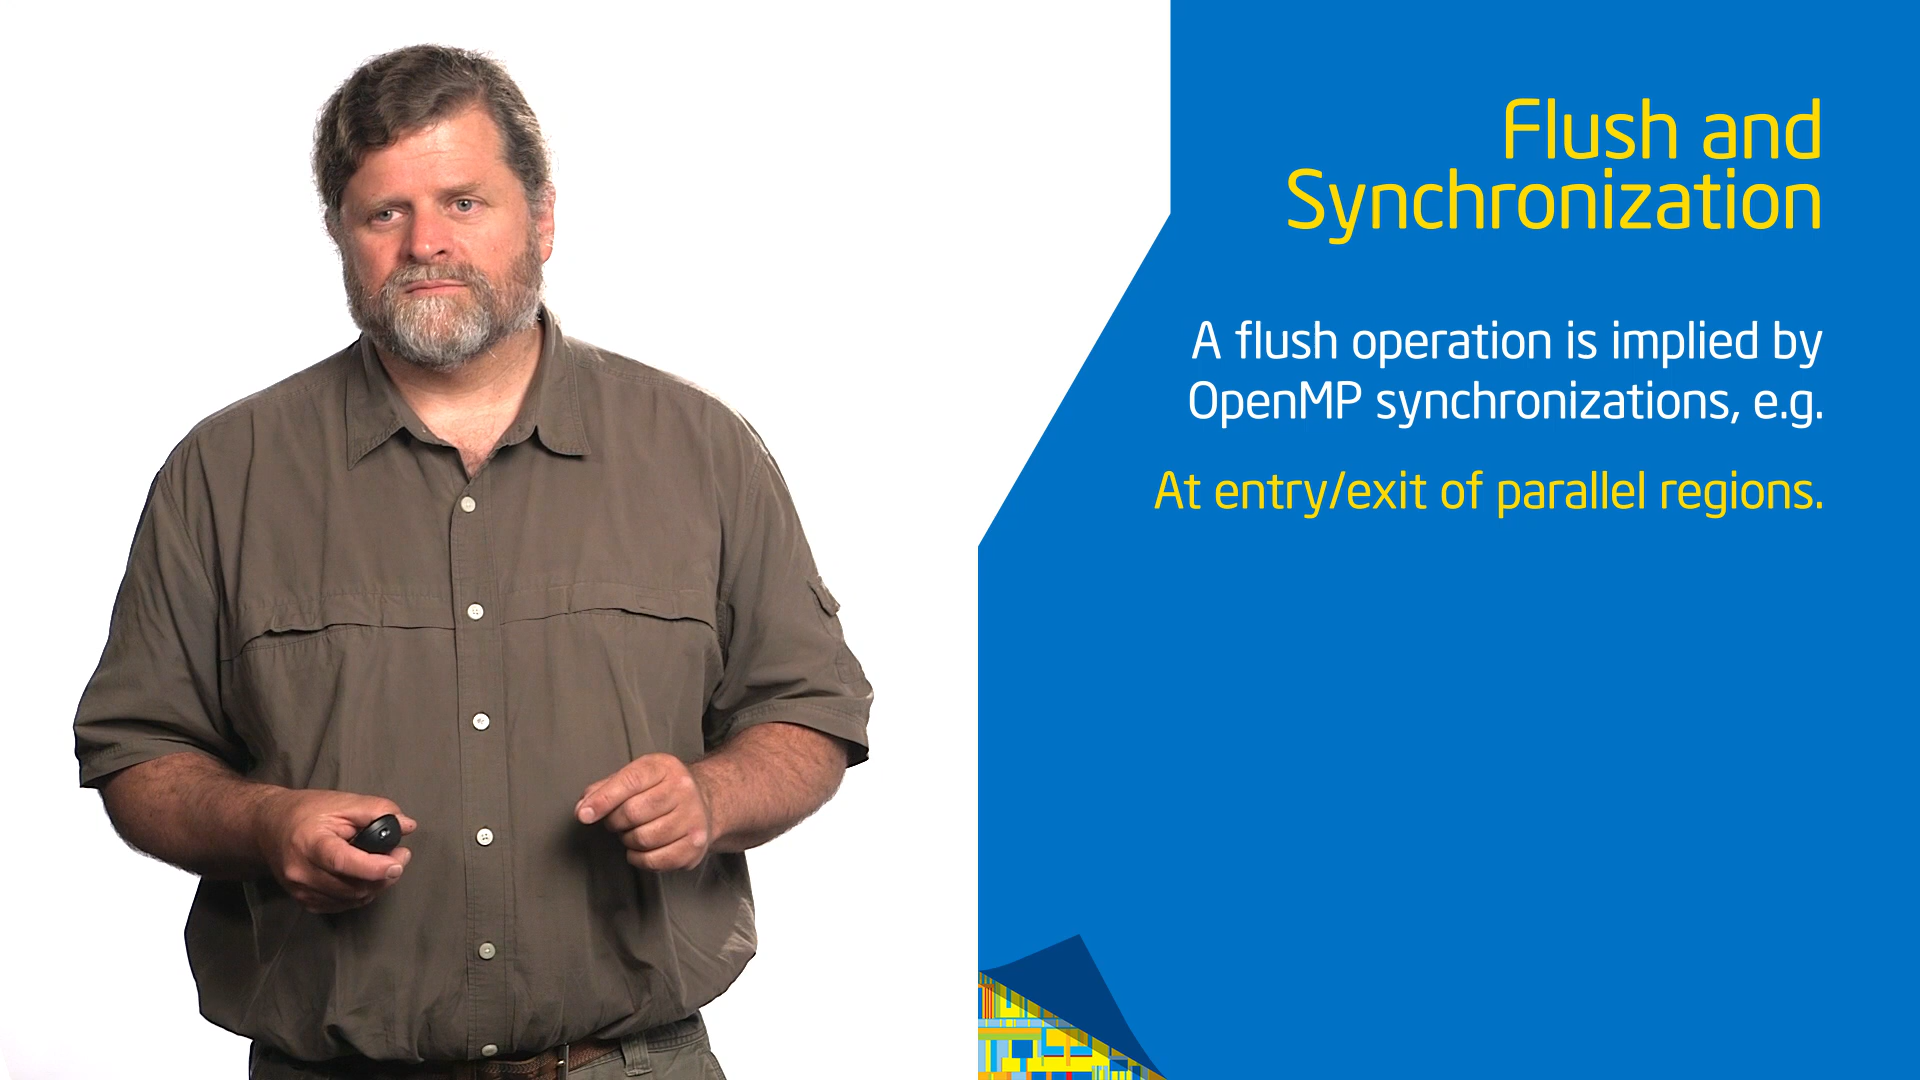 Flush and
Synchronization
A flush operation is implied by
OpenMP synchronizations, e.g.
At entry/exit of parallel regions.